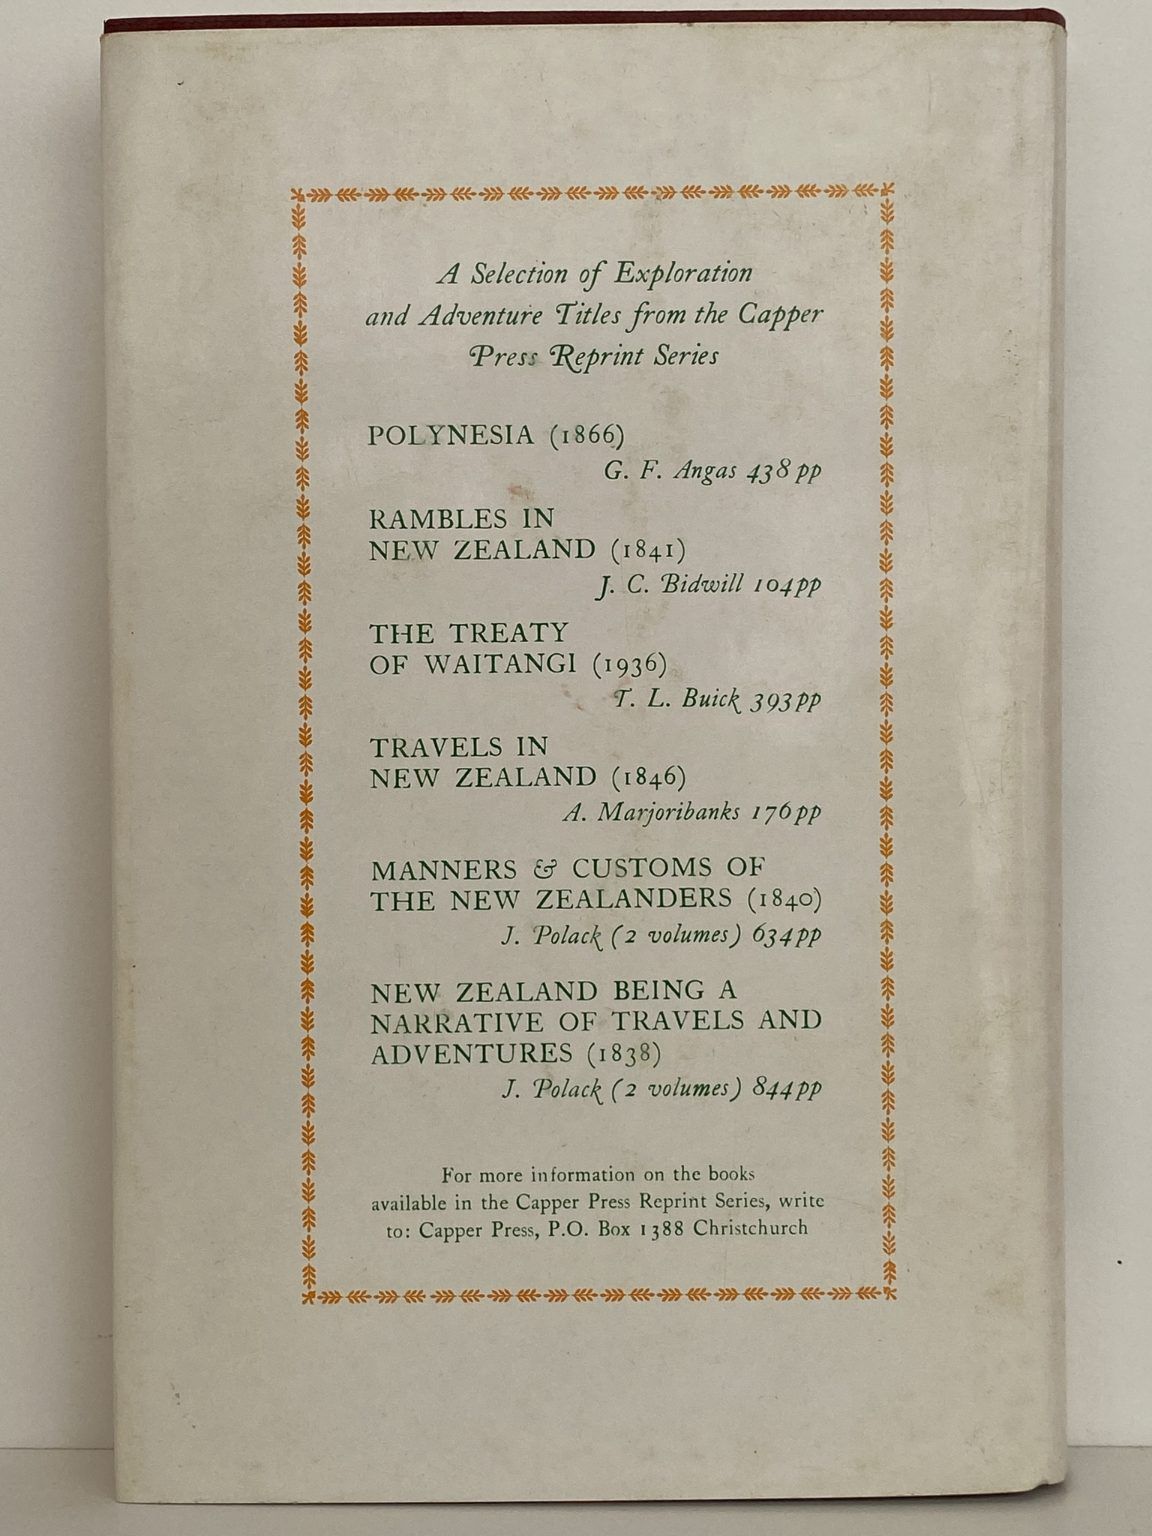 A Selection of Exploration
and Adventure Titles from the Capper
Press Reprint Series
POLYNESIA (1866)
G. F. Angas 438pp
RAMBLES IN
NEW ZEALAND (1841)
J. C. Bidwill 104pp
THE TREATY
OF WAITANGI (1936)
T. L. Buick 393pp
TRAVELS IN
NEW ZEALAND (1846)
A. Marjoribanks 176pp
MANNERS & CUSTOMS OF
THE NEW ZEALANDERS (1840)
J. Polack (2 volumes) 634pp
NEW ZEALAND BEING A
NARRATIVE OF TRAVELS AND
ADVENTURES (1838)
J. Polack (2 volumes) 844pp
For more information on the books
available in the Capper Press Reprint Series, write
to: Capper Press, P.O. Box 1388 Christchurch